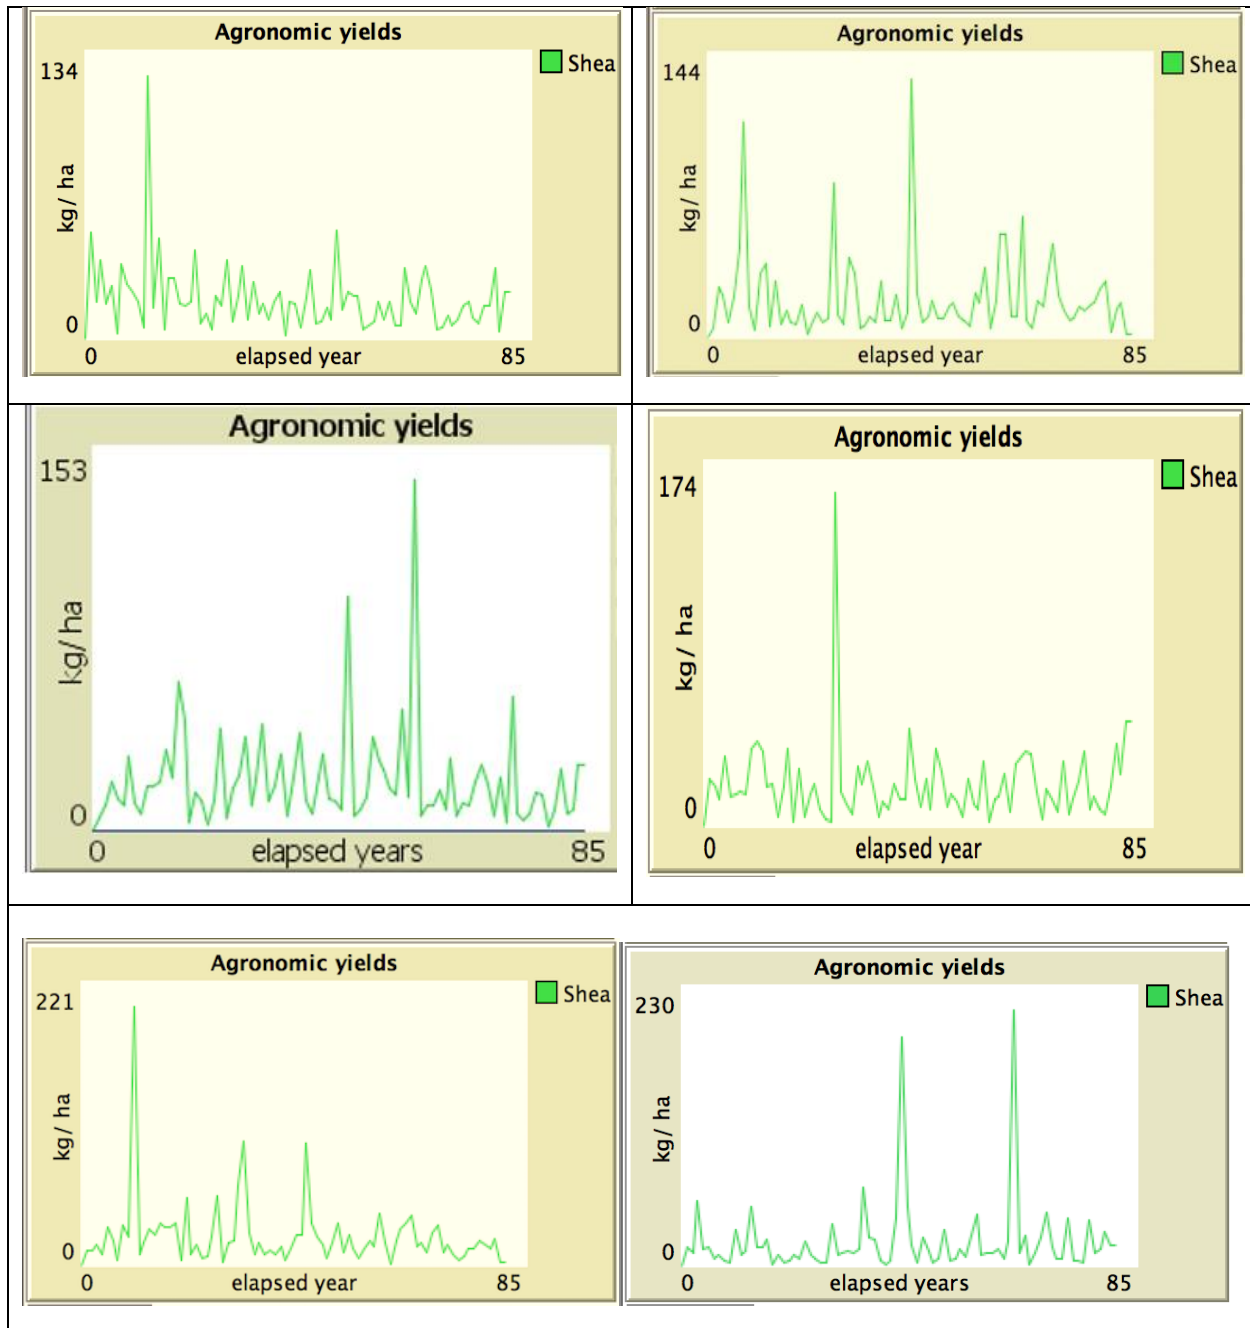 Agronomic yields
134
Shea
kg/ ha
0
0 elapsed year 85
Agronomic yields
144
Shea
kg/ ha
0
0 elapsed year 85
Agronomic yields
153
kg/ ha
0
0 elapsed years 85
Agronomic yields
174
Shea
kg/ ha
0
0 elapsed year 85
Agronomic yields
221
Shea
kg/ ha
0
0 elapsed year 85
Agronomic yields
230
Shea
kg/ ha
0
0 elapsed years 85